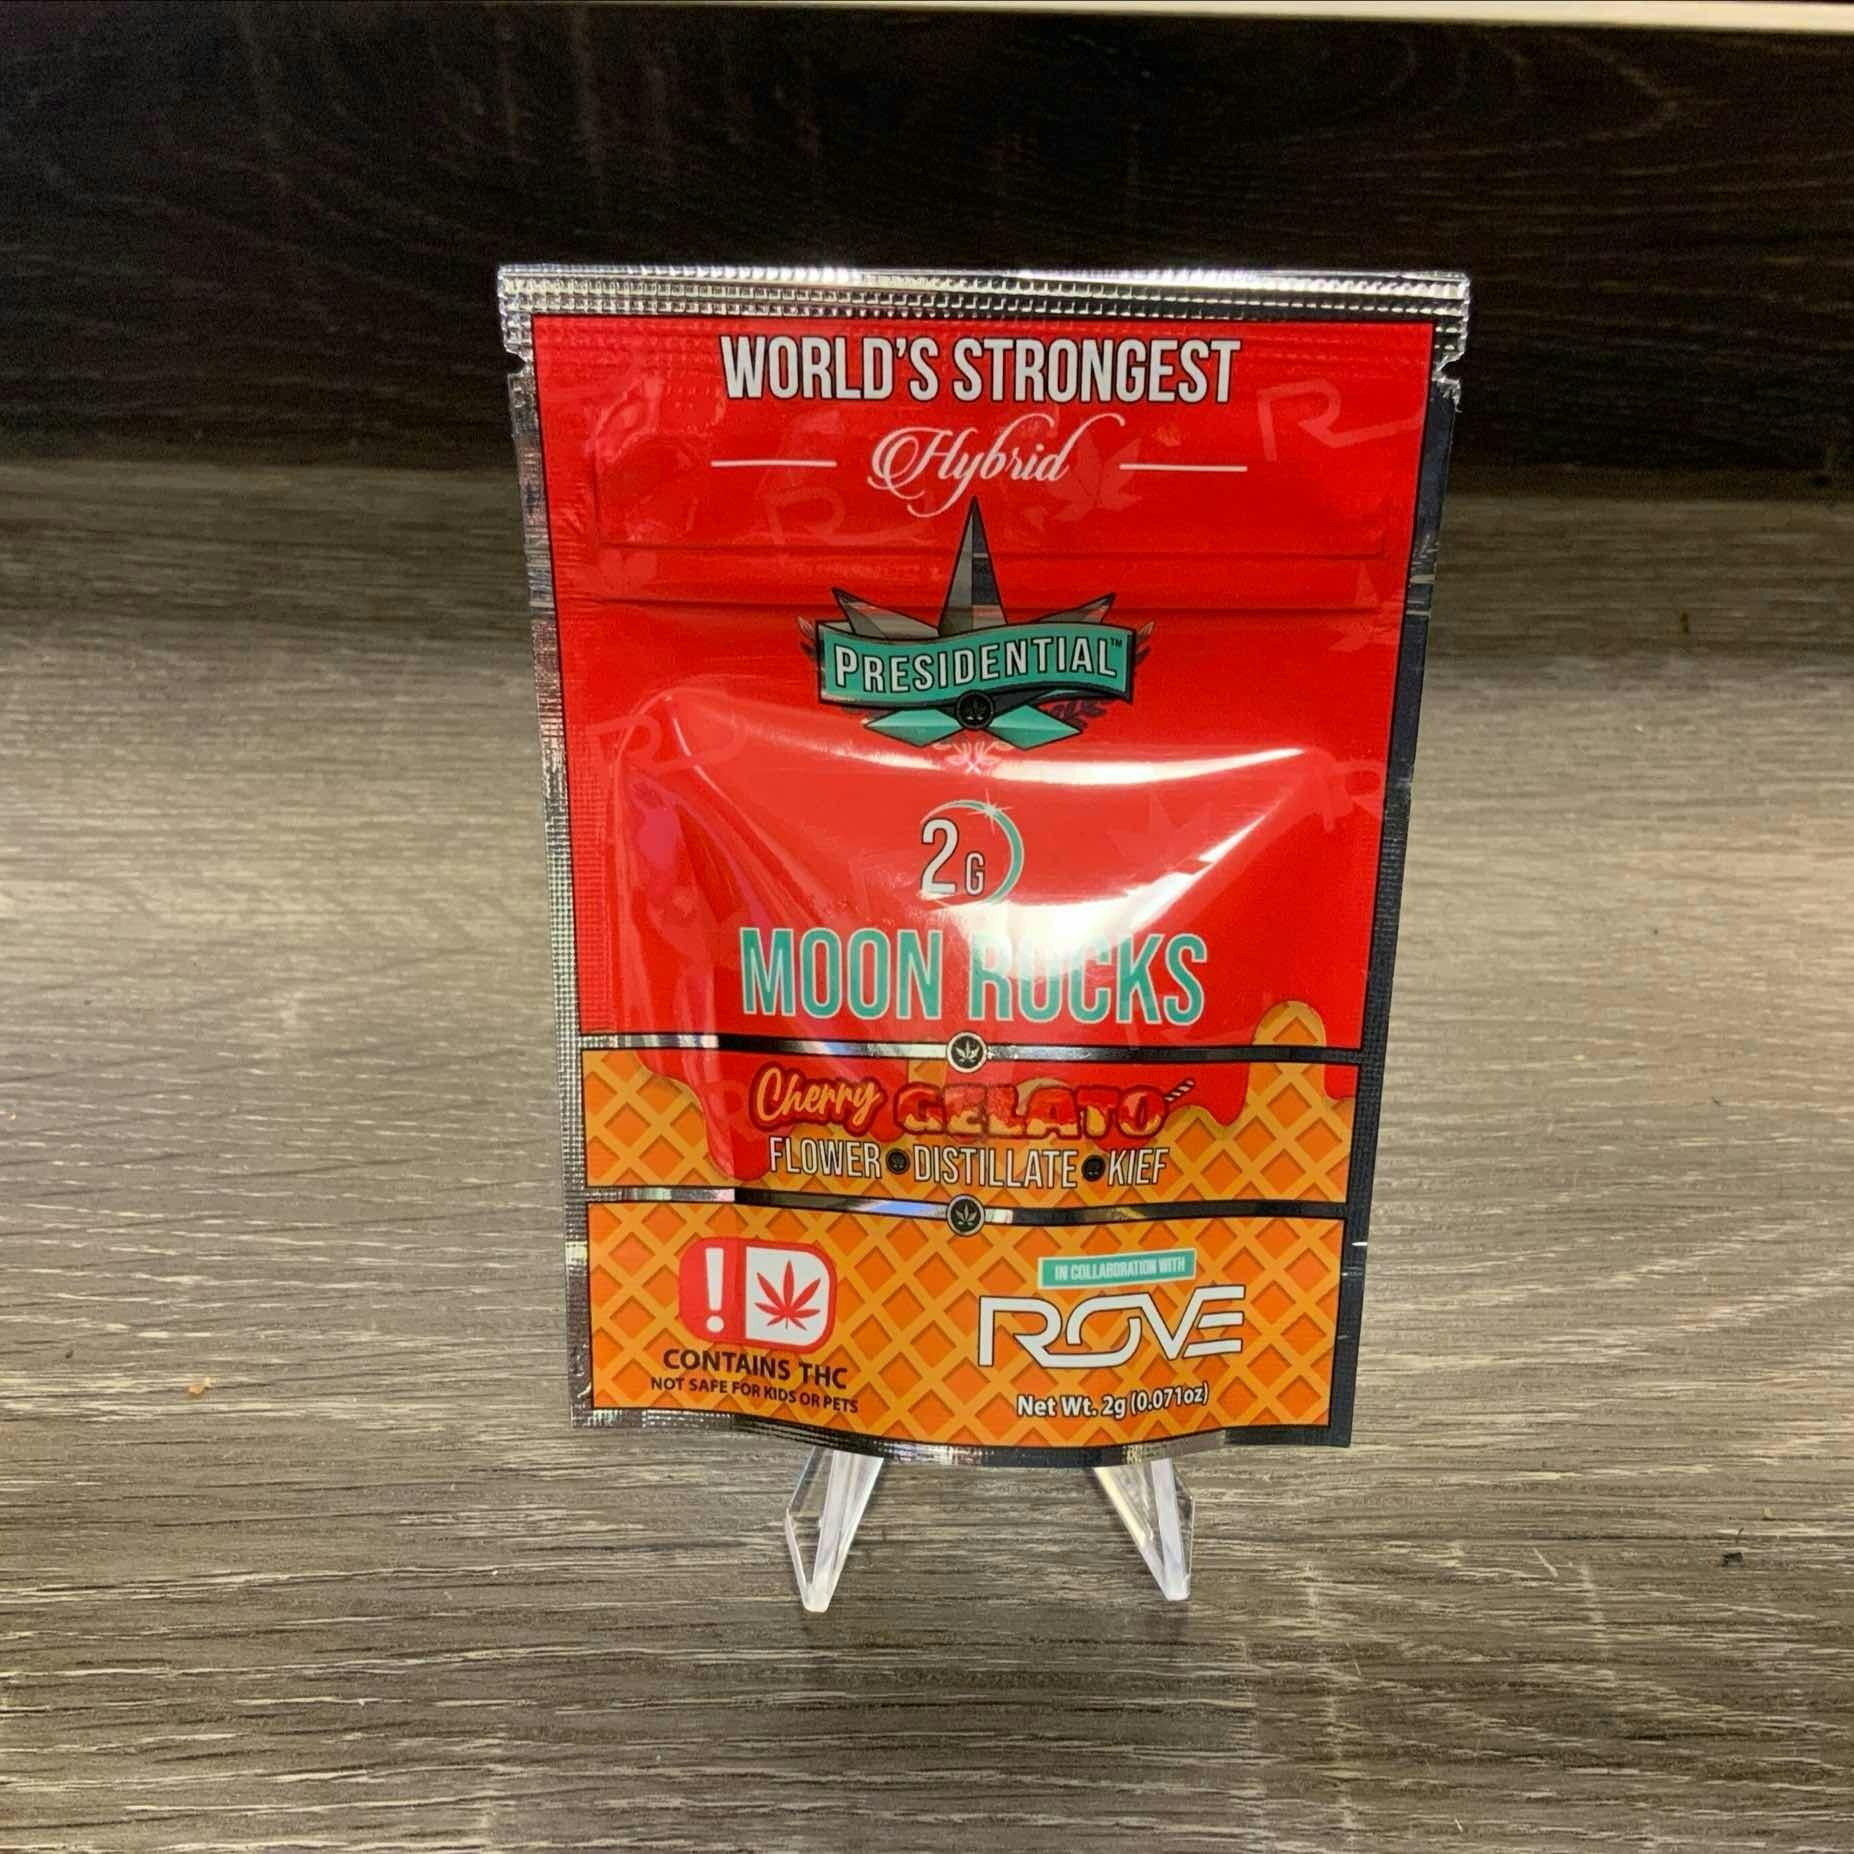 WORLD'S STRONGEST
Hybrid
PRESIDENTIAL™
2G
MOON ROCKS
Cherry GELATO
FLOWER • DISTILLATE • KIEF
!
CONTAINS THC
NOT SAFE FOR KIDS OR PETS
IN COLLABORATION WITH
ROVE
Net Wt. 2g (0.071oz)